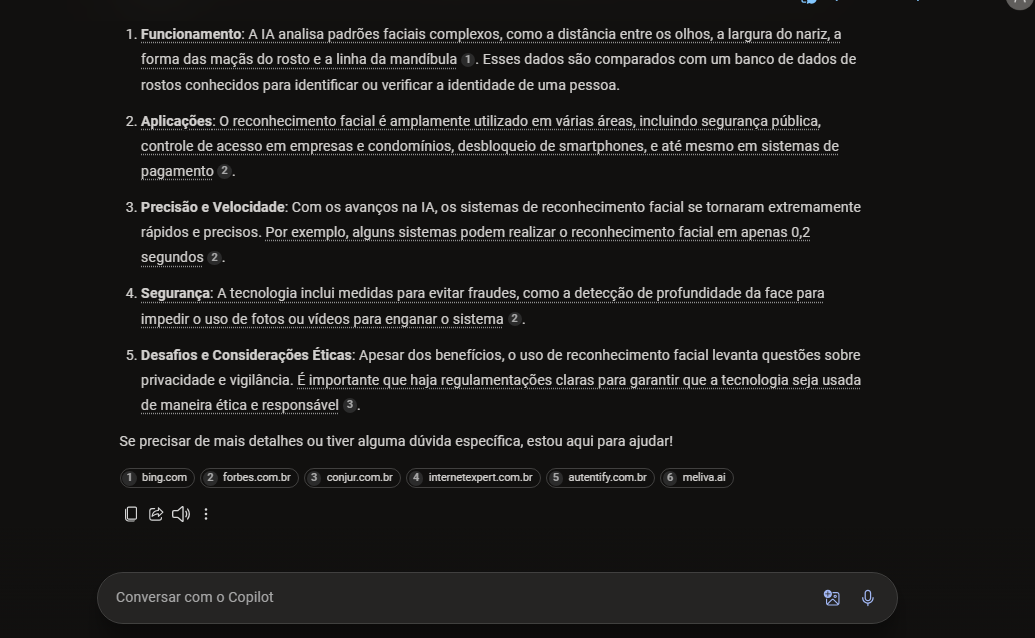 1. Funcionamento: A IA analisa padrões faciais complexos, como a distância entre os olhos, a largura do nariz, a
forma das maçãs do rosto e a linha da mandíbula 1. Esses dados são comparados com um banco de dados de
rostos conhecidos para identificar ou verificar a identidade de uma pessoa.
2. Aplicações: O reconhecimento facial é amplamente utilizado em várias áreas, incluindo segurança pública,
controle de acesso em empresas e condomínios, desbloqueio de smartphones, e até mesmo em sistemas de
pagamento 2.
3. Precisão e Velocidade: Com os avanços na IA, os sistemas de reconhecimento facial se tornaram extremamente
rápidos e precisos. Por exemplo, alguns sistemas podem realizar o reconhecimento facial em apenas 0,2
segundos 2.
4. Segurança: A tecnologia inclui medidas para evitar fraudes, como a detecção de profundidade da face para
impedir o uso de fotos ou vídeos para enganar o sistema 2.
5. Desafios e Considerações Éticas: Apesar dos benefícios, o uso de reconhecimento facial levanta questões sobre
privacidade e vigilância. É importante que haja regulamentações claras para garantir que a tecnologia seja usada
de maneira ética e responsável 3.
Se precisar de mais detalhes ou tiver alguma dúvida específica, estou aqui para ajudar!
1 bing.com 2 forbes.com.br 3 conjur.com.br 4 internetexpert.com.br 5 autentify.com.br 6 meliva.ai
Conversar com o Copilot